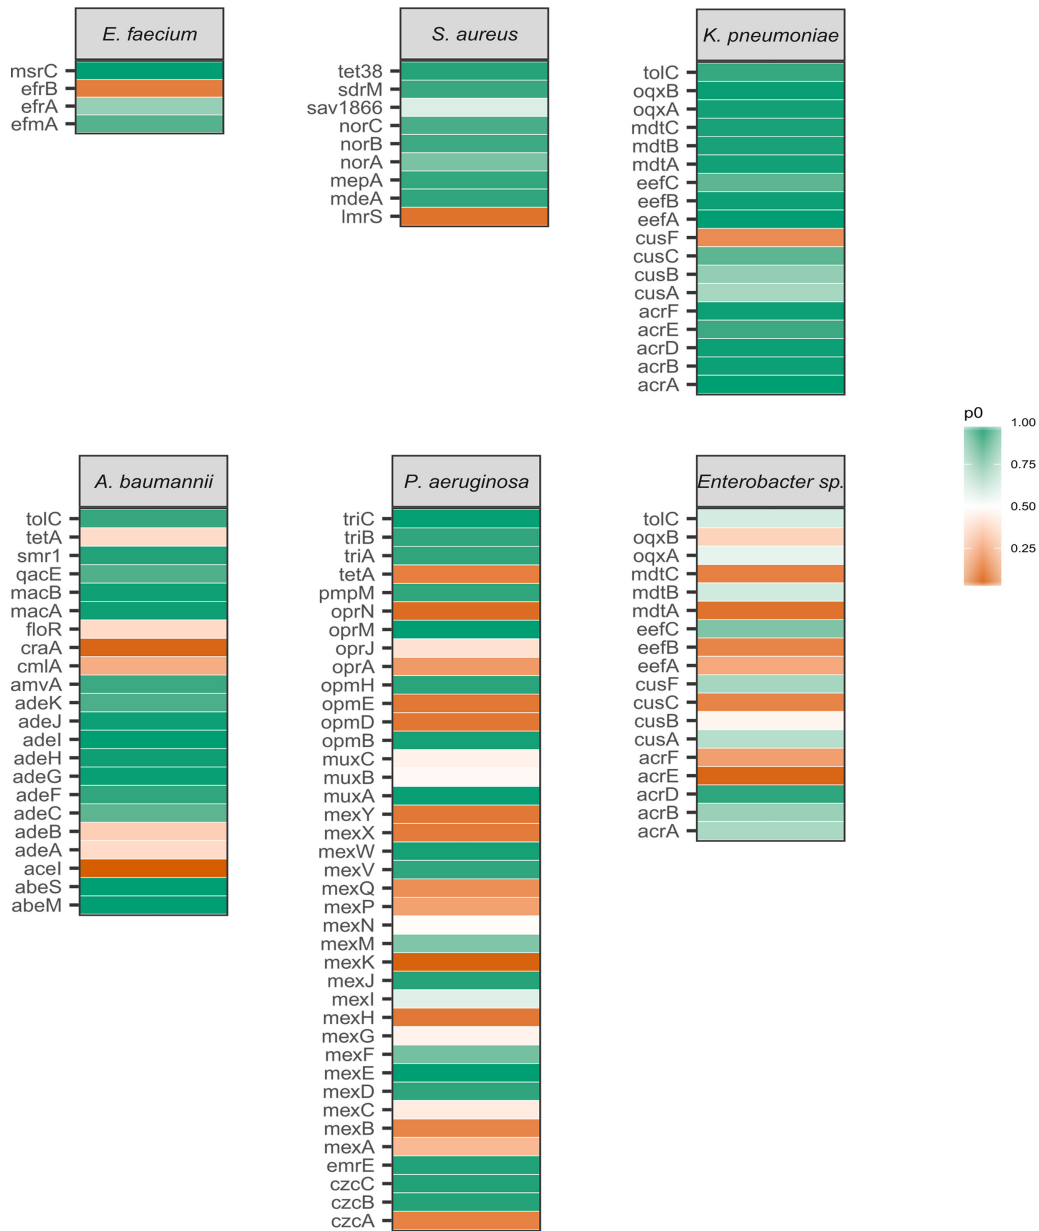 E. faecium
msrC
efrB
efrA
efmA
S. aureus
tet38
sdrM
sav1866
norC
norB
norA
mepA
mdeA
lmrS
K. pneumoniae
tolC
oqxB
oqxA
mdtC
mdtB
mdtA
eefC
eefB
eefA
cusF
cusC
cusB
cusA
acrF
acrE
acrD
acrB
acrA
p0
1.00
0.75
0.50
0.25
A. baumannii
tolC
tetA
smr1
qacE
macB
macA
floR
craA
cmlA
amvA
adeK
adeJ
adeI
adeH
adeG
adeF
adeC
adeB
adeA
aceI
abeS
abeM
P. aeruginosa
triC
triB
triA
tetA
pmpM
oprN
oprM
oprJ
oprA
opmH
opmE
opmD
opmB
muxC
muxB
muxA
mexY
mexX
mexW
mexV
mexQ
mexP
mexN
mexM
mexK
mexJ
mexI
mexH
mexG
mexF
mexE
mexD
mexC
mexB
mexA
emrE
czcC
czcB
czcA
Enterobacter sp.
tolC
oqxB
oqxA
mdtC
mdtB
mdtA
eefC
eefB
eefA
cusF
cusC
cusB
cusA
acrF
acrE
acrD
acrB
acrA